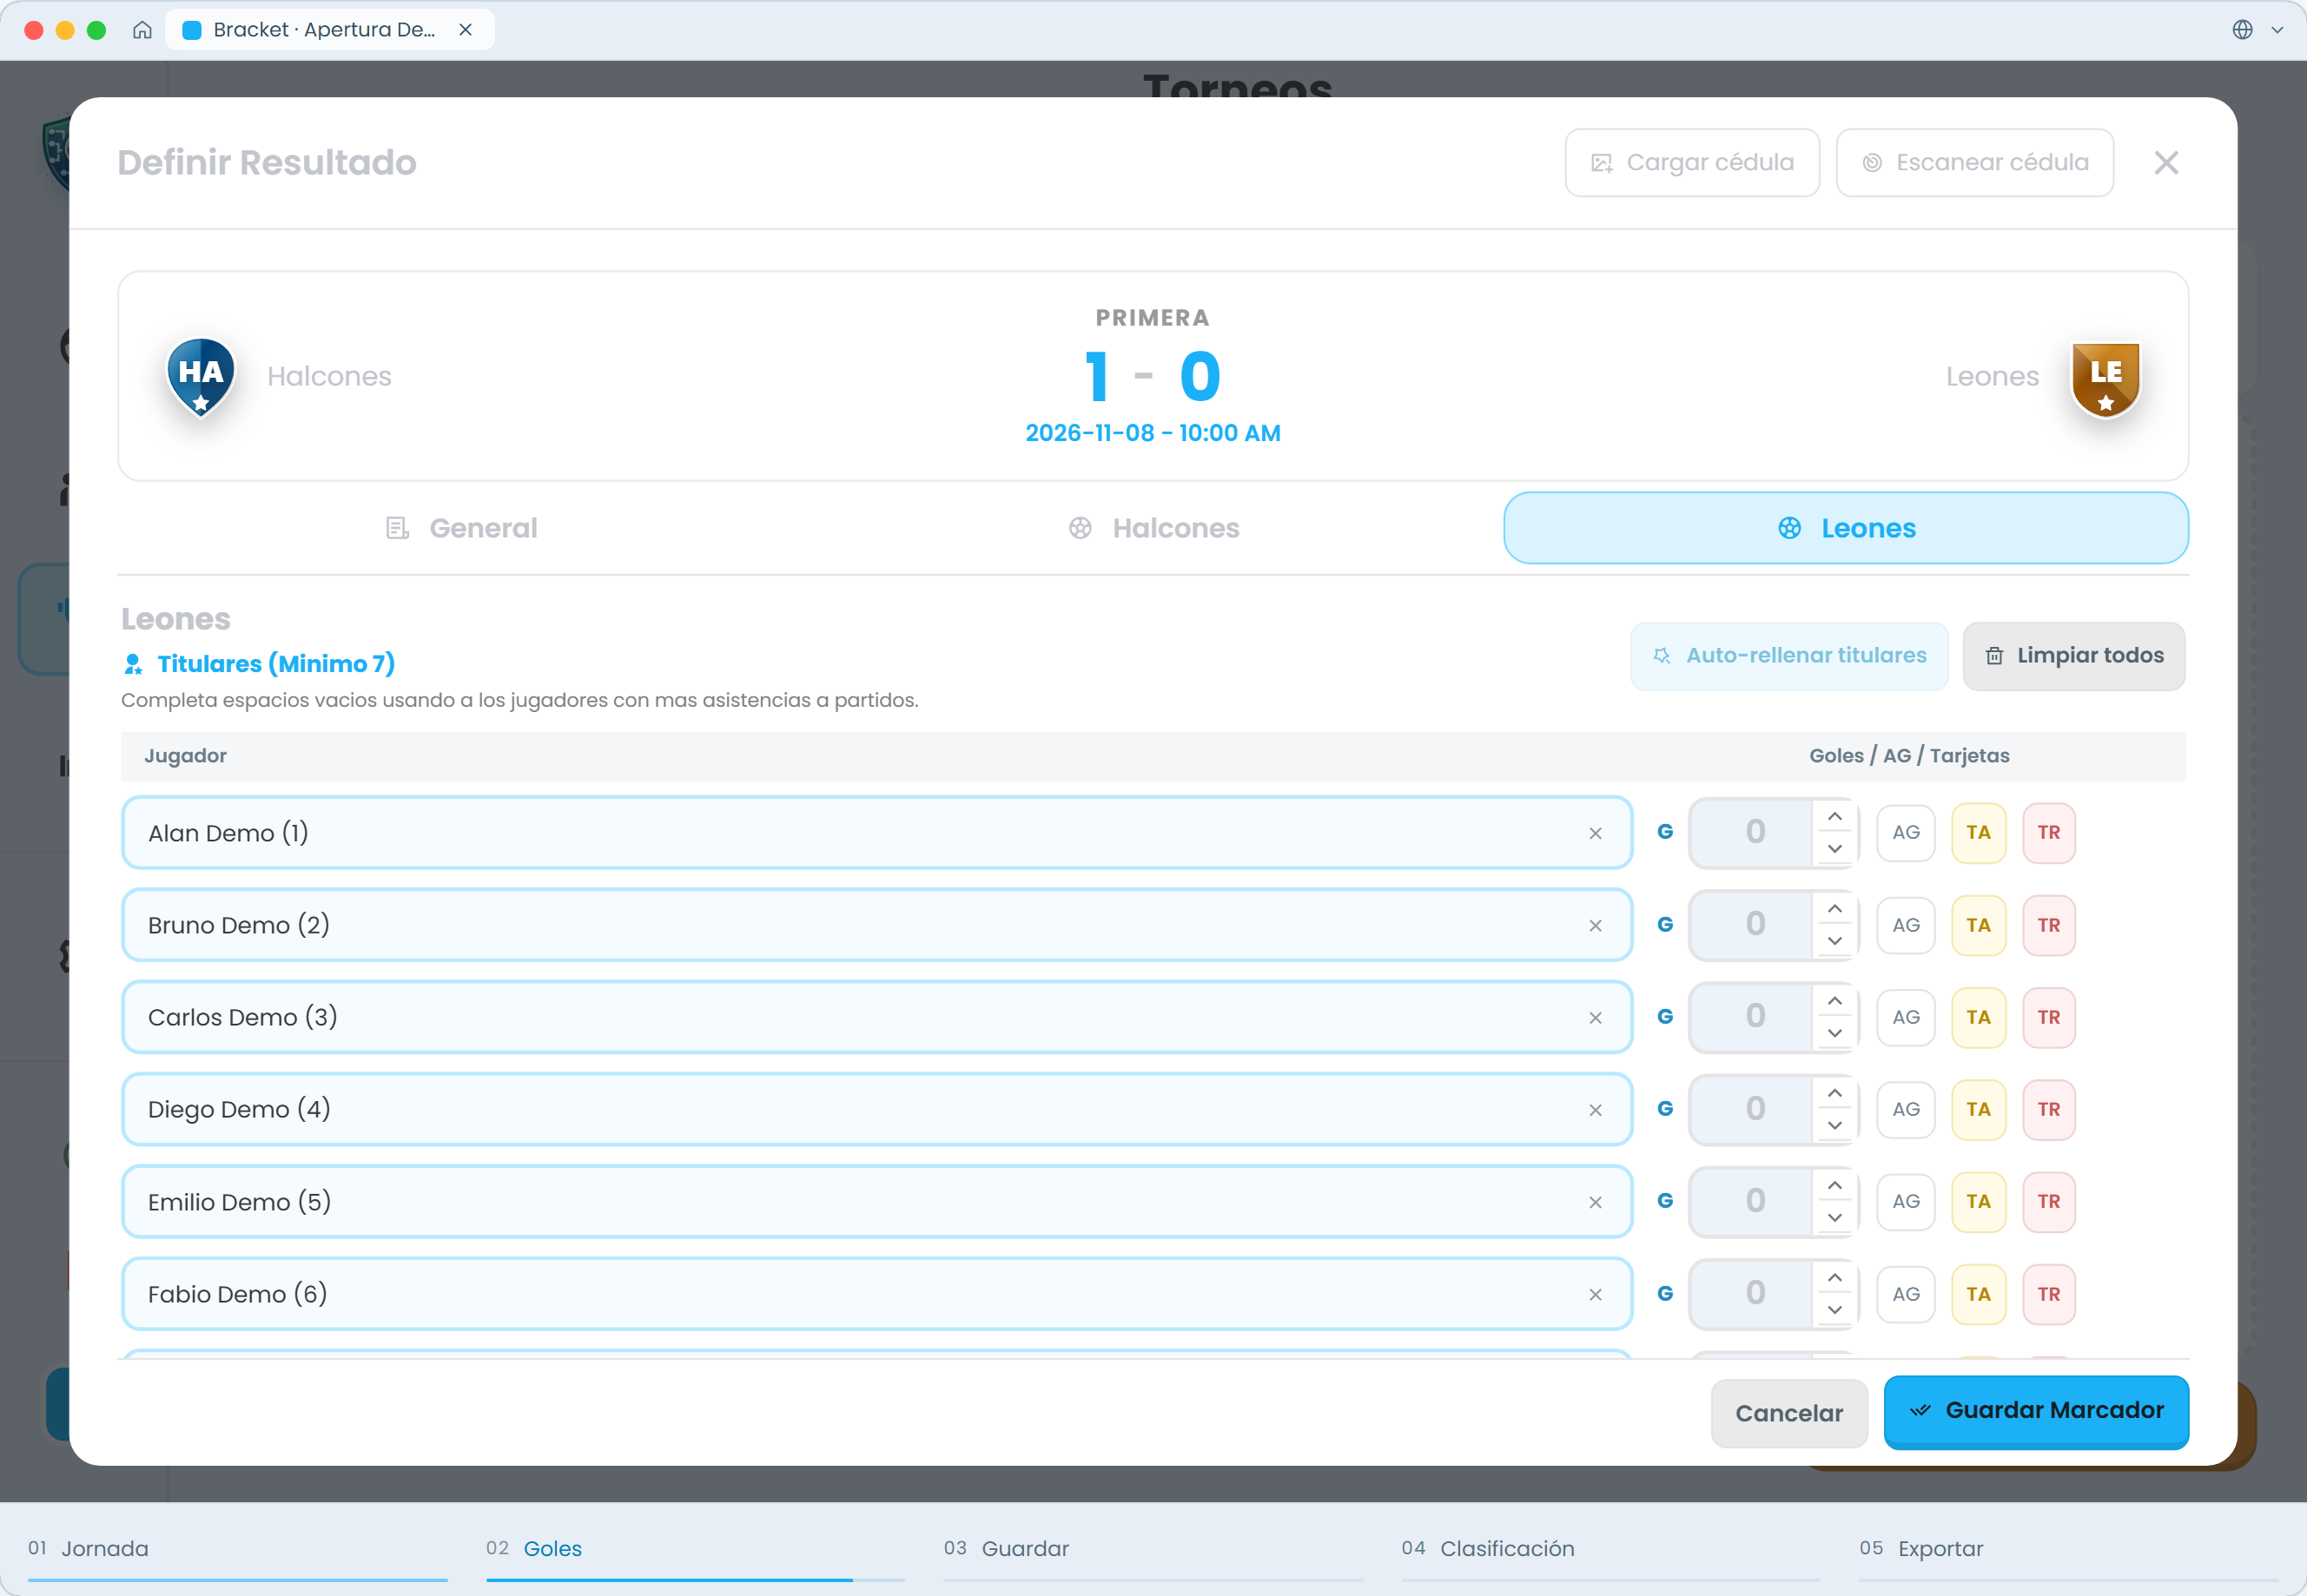 Bracket · Apertura De...
Torneos
Definir Resultado
Cargar cédula
Escanear cédula
PRIMERA
HA
Halcones
1 - 0
Leones
LE
2026-11-08 - 10:00 AM
General
Halcones
Leones
Leones
Titulares (Minimo 7)
Completa espacios vacios usando a los jugadores con mas asistencias a partidos.
Auto-rellenar titulares
Limpiar todos
Jugador
Goles / AG / Tarjetas
Alan Demo (1)
G 0 AG TA TR
Bruno Demo (2)
G 0 AG TA TR
Carlos Demo (3)
G 0 AG TA TR
Diego Demo (4)
G 0 AG TA TR
Emilio Demo (5)
G 0 AG TA TR
Fabio Demo (6)
G 0 AG TA TR
Cancelar
Guardar Marcador
01 Jornada
02 Goles
03 Guardar
04 Clasificación
05 Exportar